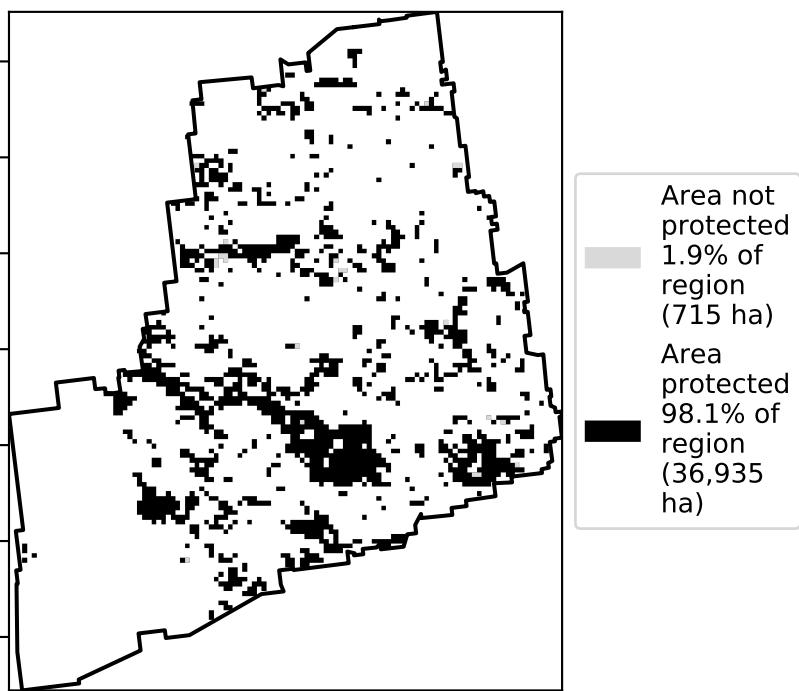 Area not
protected
1.9% of
region
(715 ha)
Area
protected
98.1% of
region
(36,935
ha)